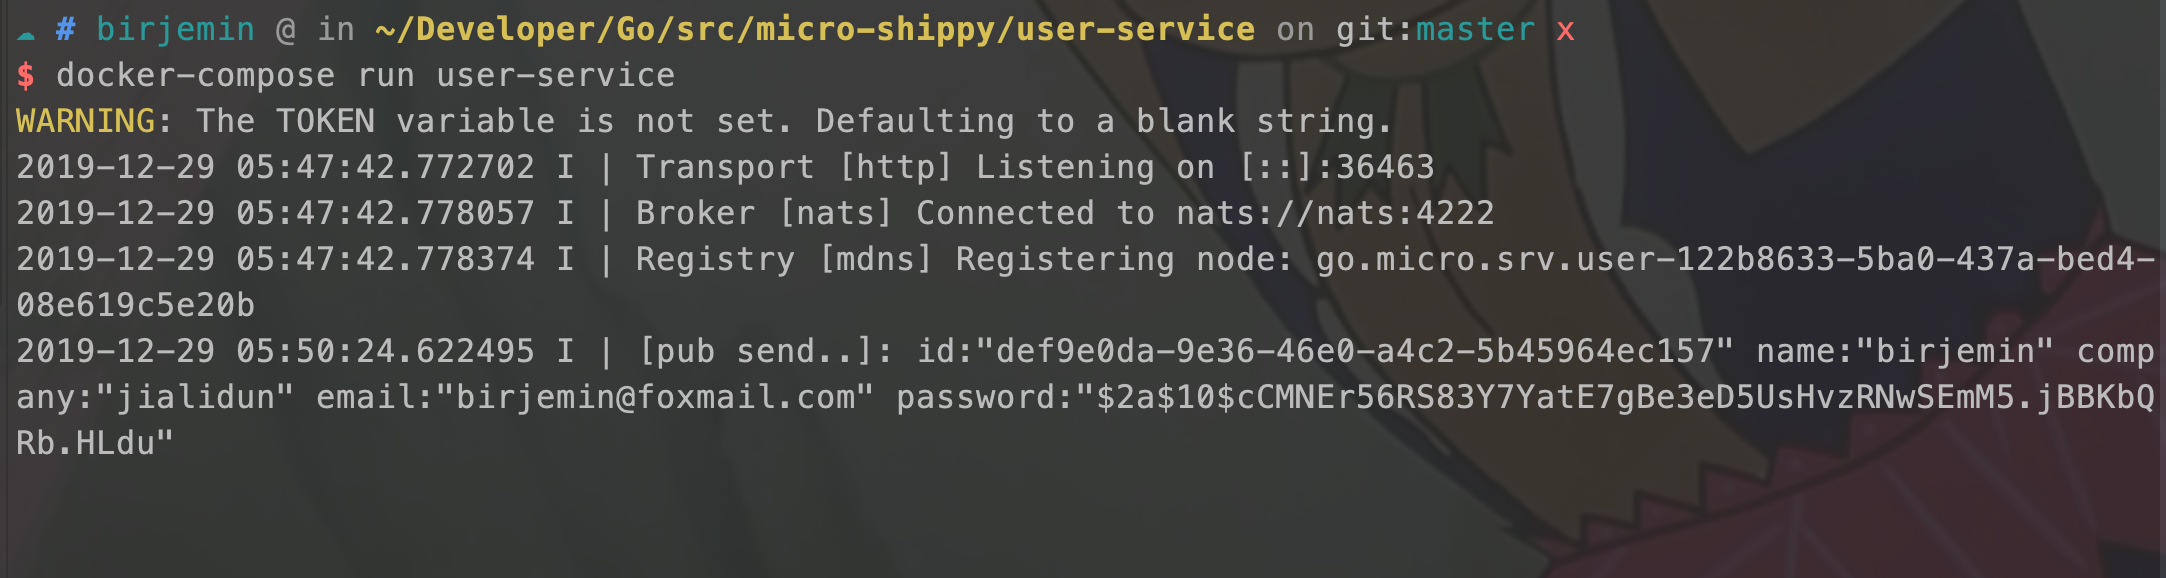 ☁ # birjemin @ in ~/Developer/Go/src/micro-shippy/user-service on git:master x
$ docker-compose run user-service
WARNING: The TOKEN variable is not set. Defaulting to a blank string.
2019-12-29 05:47:42.772702 I | Transport [http] Listening on [::]:36463
2019-12-29 05:47:42.778057 I | Broker [nats] Connected to nats://nats:4222
2019-12-29 05:47:42.778374 I | Registry [mdns] Registering node: go.micro.srv.user-122b8633-5ba0-437a-bed4-
08e619c5e20b
2019-12-29 05:50:24.622495 I | [pub send..]: id:"def9e0da-9e36-46e0-a4c2-5b45964ec157" name:"birjemin" comp
any:"jialidun" email:"birjemin@foxmail.com" password:"$2a$10$cCMNEr56RS83Y7YatE7gBe3eD5UsHvzRNwSEmM5.jBBKbQ
Rb.HLdu"